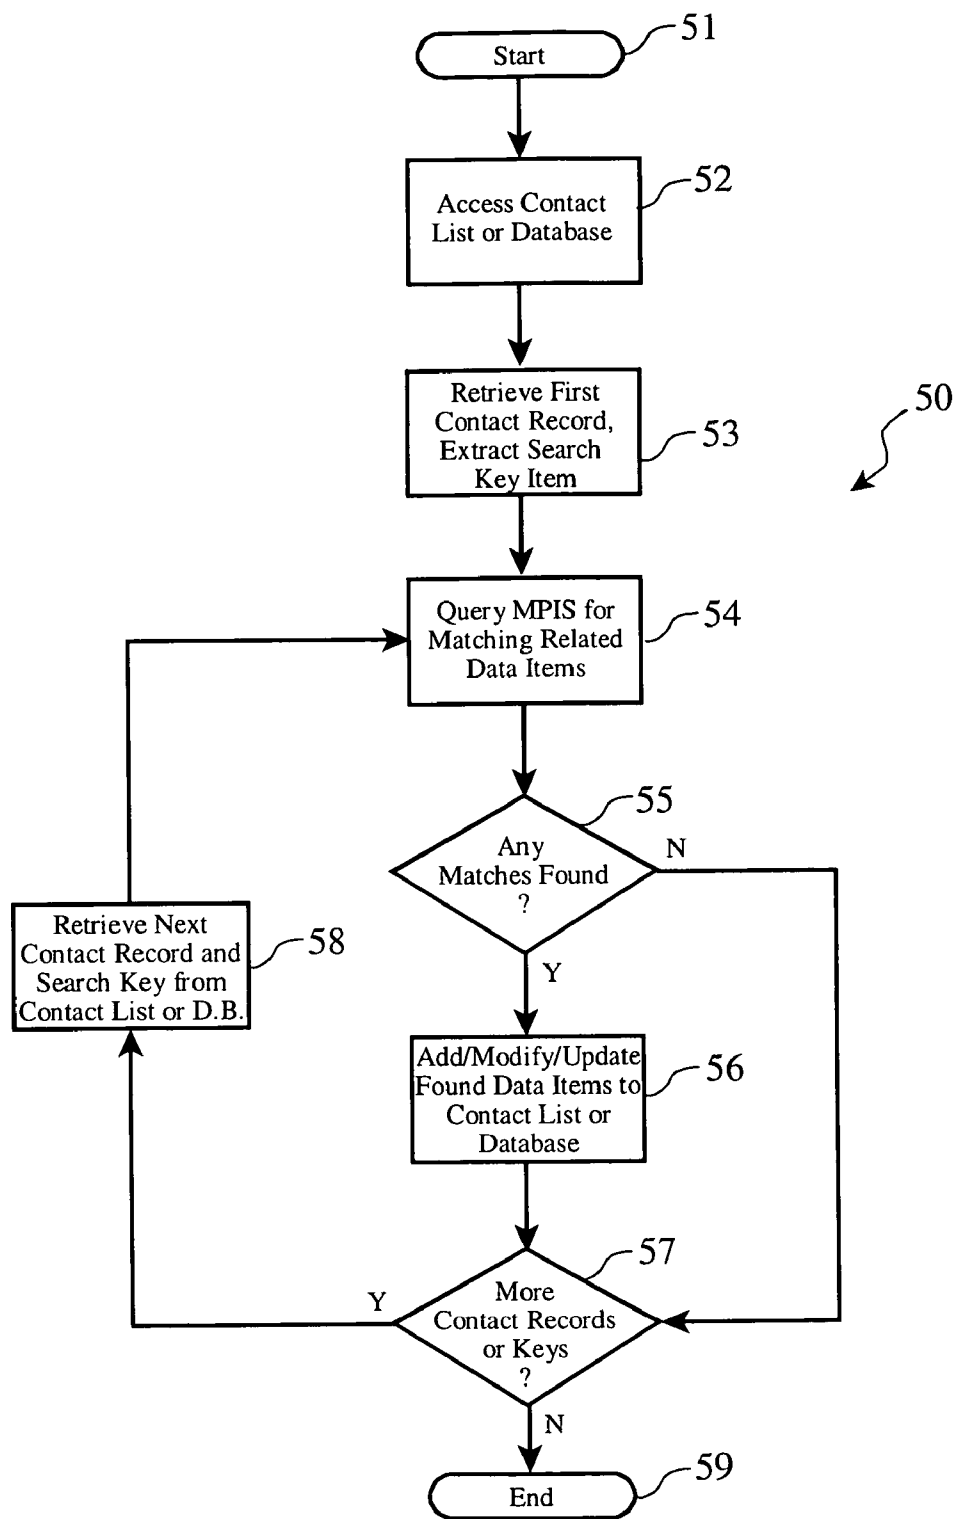 51
Start
52
Access Contact
List or Database
Retrieve First
Contact Record,
Extract Search
Key Item
53
50
Query MPIS for
Matching Related
Data Items
54
55
Any
Matches Found
?
N
Y
Retrieve Next
Contact Record and
Search Key from
Contact List or D.B.
58
Add/Modify/Update
Found Data Items to
Contact List or
Database
56
57
More
Contact Records
or Keys
?
Y
N
End
59